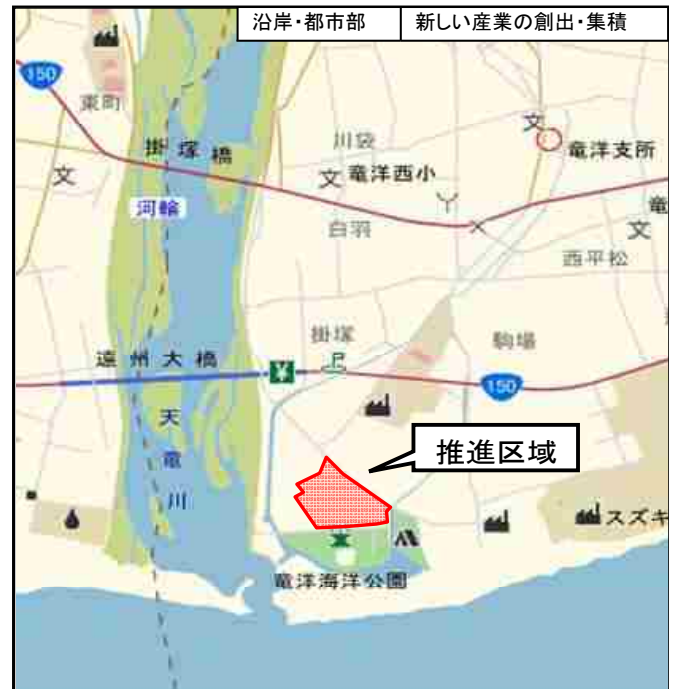 沿岸・都市部
新しい産業の創出・集積
150
東町
掛塚橋
川袋
文
竜洋支所
文
文 竜洋西小
河輪
白羽
竜
文
西平松
掛塚
駒場
遠州大橋
¥
150
天竜川
推進区域
スズキ
竜洋海洋公園